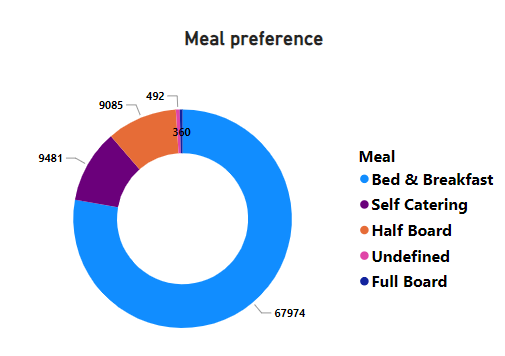 Meal preference
492
9085
360
9481
67974
Meal
Bed & Breakfast
Self Catering
Half Board
Undefined
Full Board